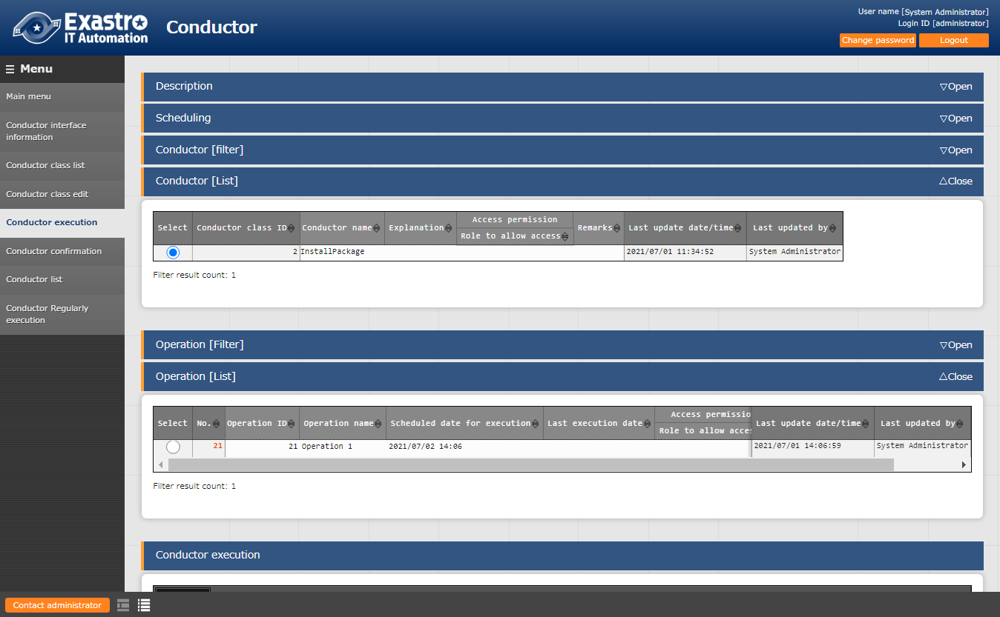 Exastro
IT Automation
Conductor
User name [System Administrator]
Login ID [administrator]
Change password
Logout
Menu
Main menu
Conductor interface
information
Conductor class list
Conductor class edit
Conductor execution
Conductor confirmation
Conductor list
Conductor Regularly
execution
Description
▽Open
Scheduling
▽Open
Conductor [filter]
▽Open
Conductor [List]
△Close
Select Conductor class ID Conductor name Explanation Access permission Remarks Last update date/time Last updated by
Role to allow access
2 InstallPackage 2021/07/01 11:34:52 System Administrator
Filter result count: 1
Operation [Filter]
▽Open
Operation [List]
△Close
Select No. Operation ID Operation name Scheduled date for execution Last execution date Access permissio Last update date/time Last updated by
Role to allow acces
21 21 Operation 1 2021/07/02 14:06 2021/07/01 14:06:59 System Administrator
Filter result count: 1
Conductor execution
Contact administrator